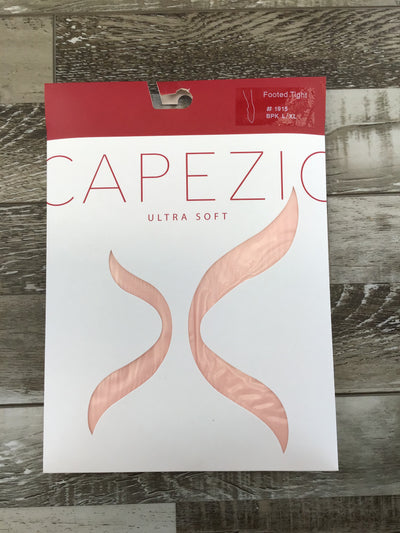 Footed Tight
# 1915
BPK L/XL
CAPEZIO
ULTRA SOFT